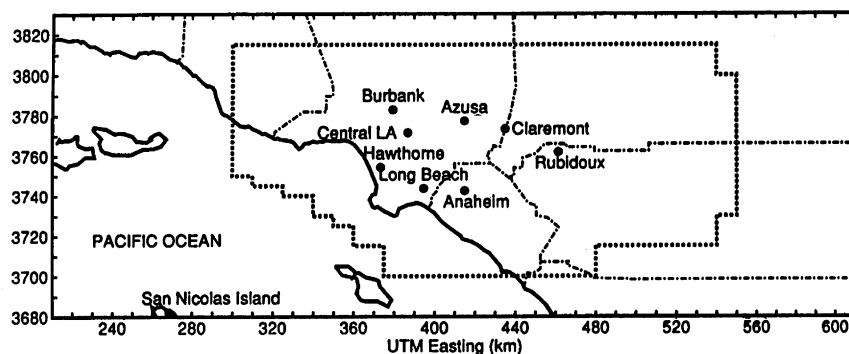 3820
3800
3780
3760
3740
3720
3700
3680
Burbank
Azusa
Central LA
Claremont
Hawthorne
Rubidoux
Long Beach
Anaheim
PACIFIC OCEAN
San Nicolas Island
240 280 320 360 400 440 480 520 560 600
UTM Easting (km)